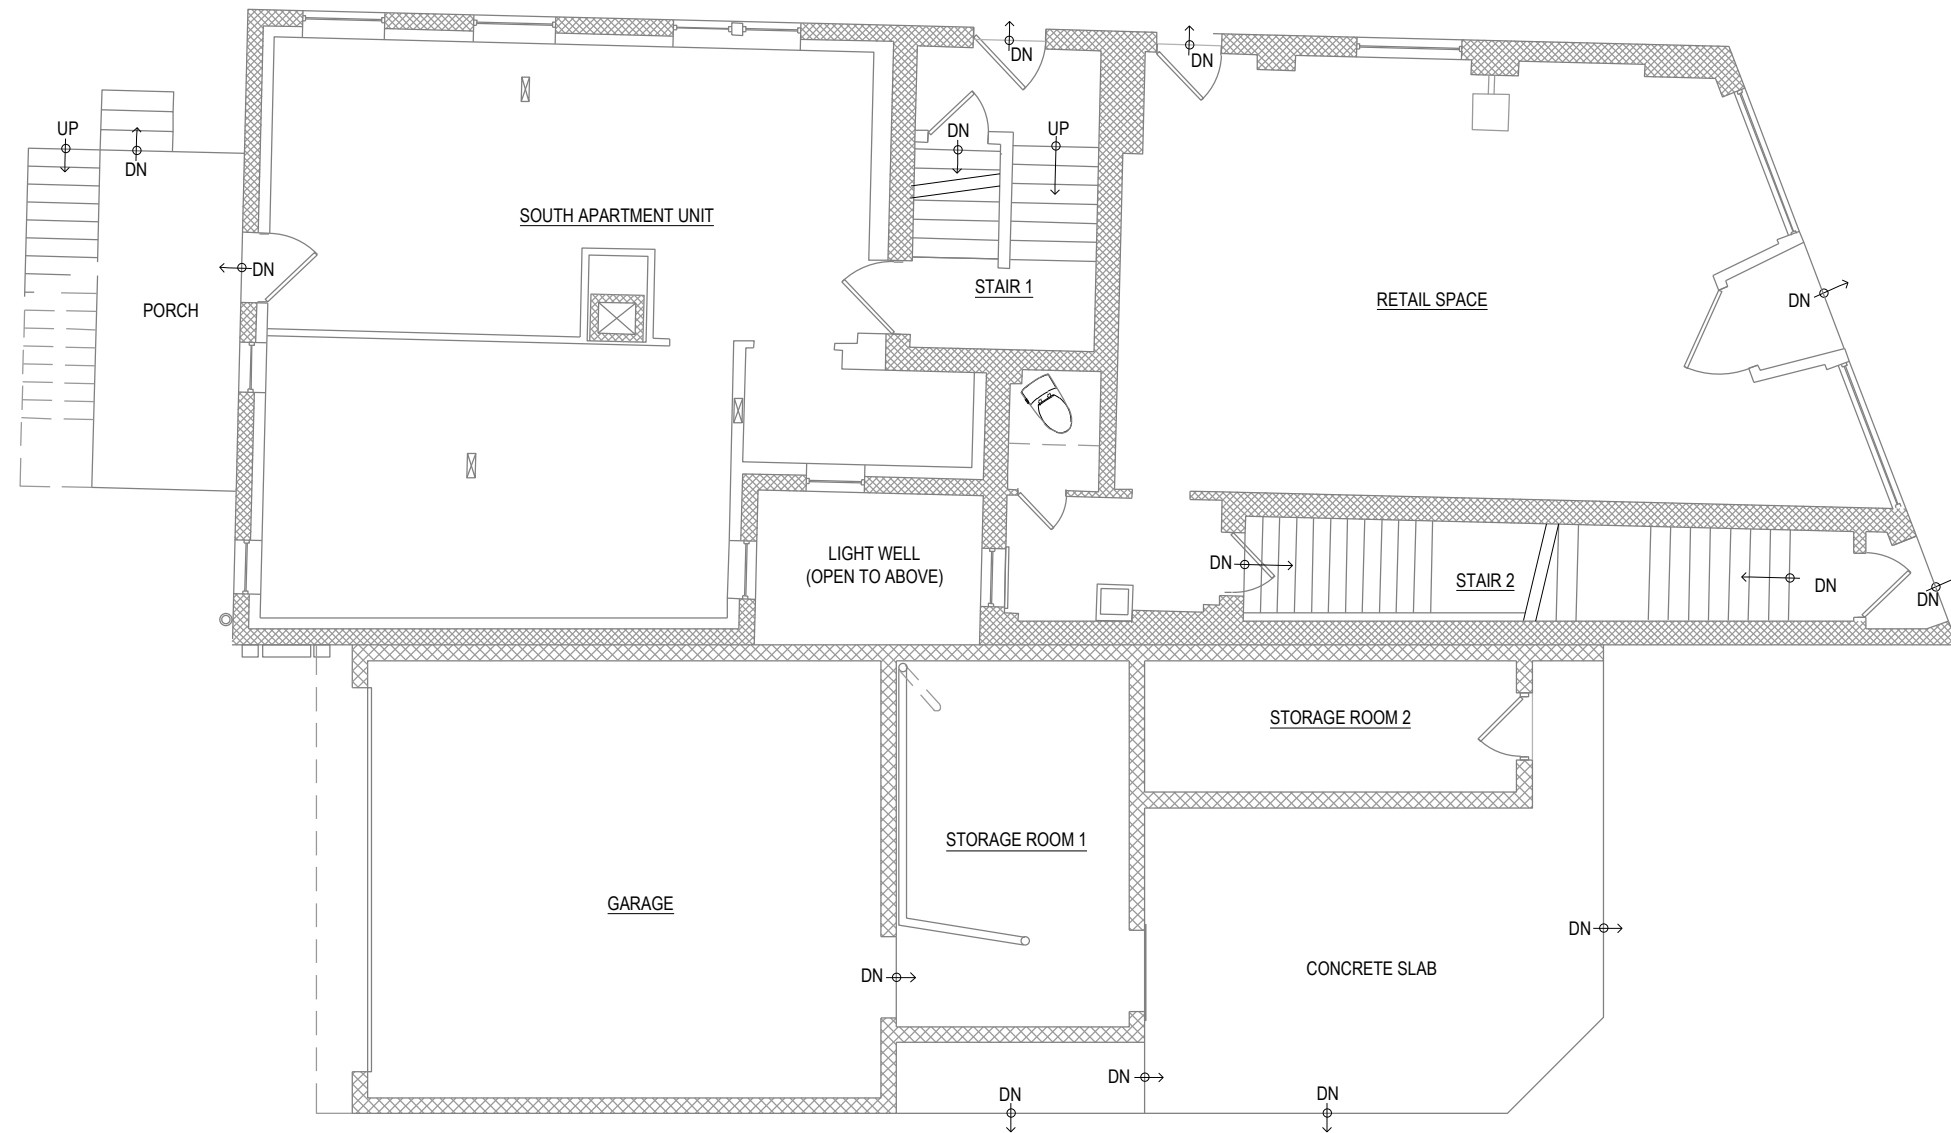 DN
DN
UP
DN
DN
UP
SOUTH APARTMENT UNIT
DN
STAIR 1
RETAIL SPACE
DN
PORCH
LIGHT WELL
(OPEN TO ABOVE)
DN
STAIR 2
DN
DN
STORAGE ROOM 2
STORAGE ROOM 1
GARAGE
DN
CONCRETE SLAB
DN
DN
DN
DN